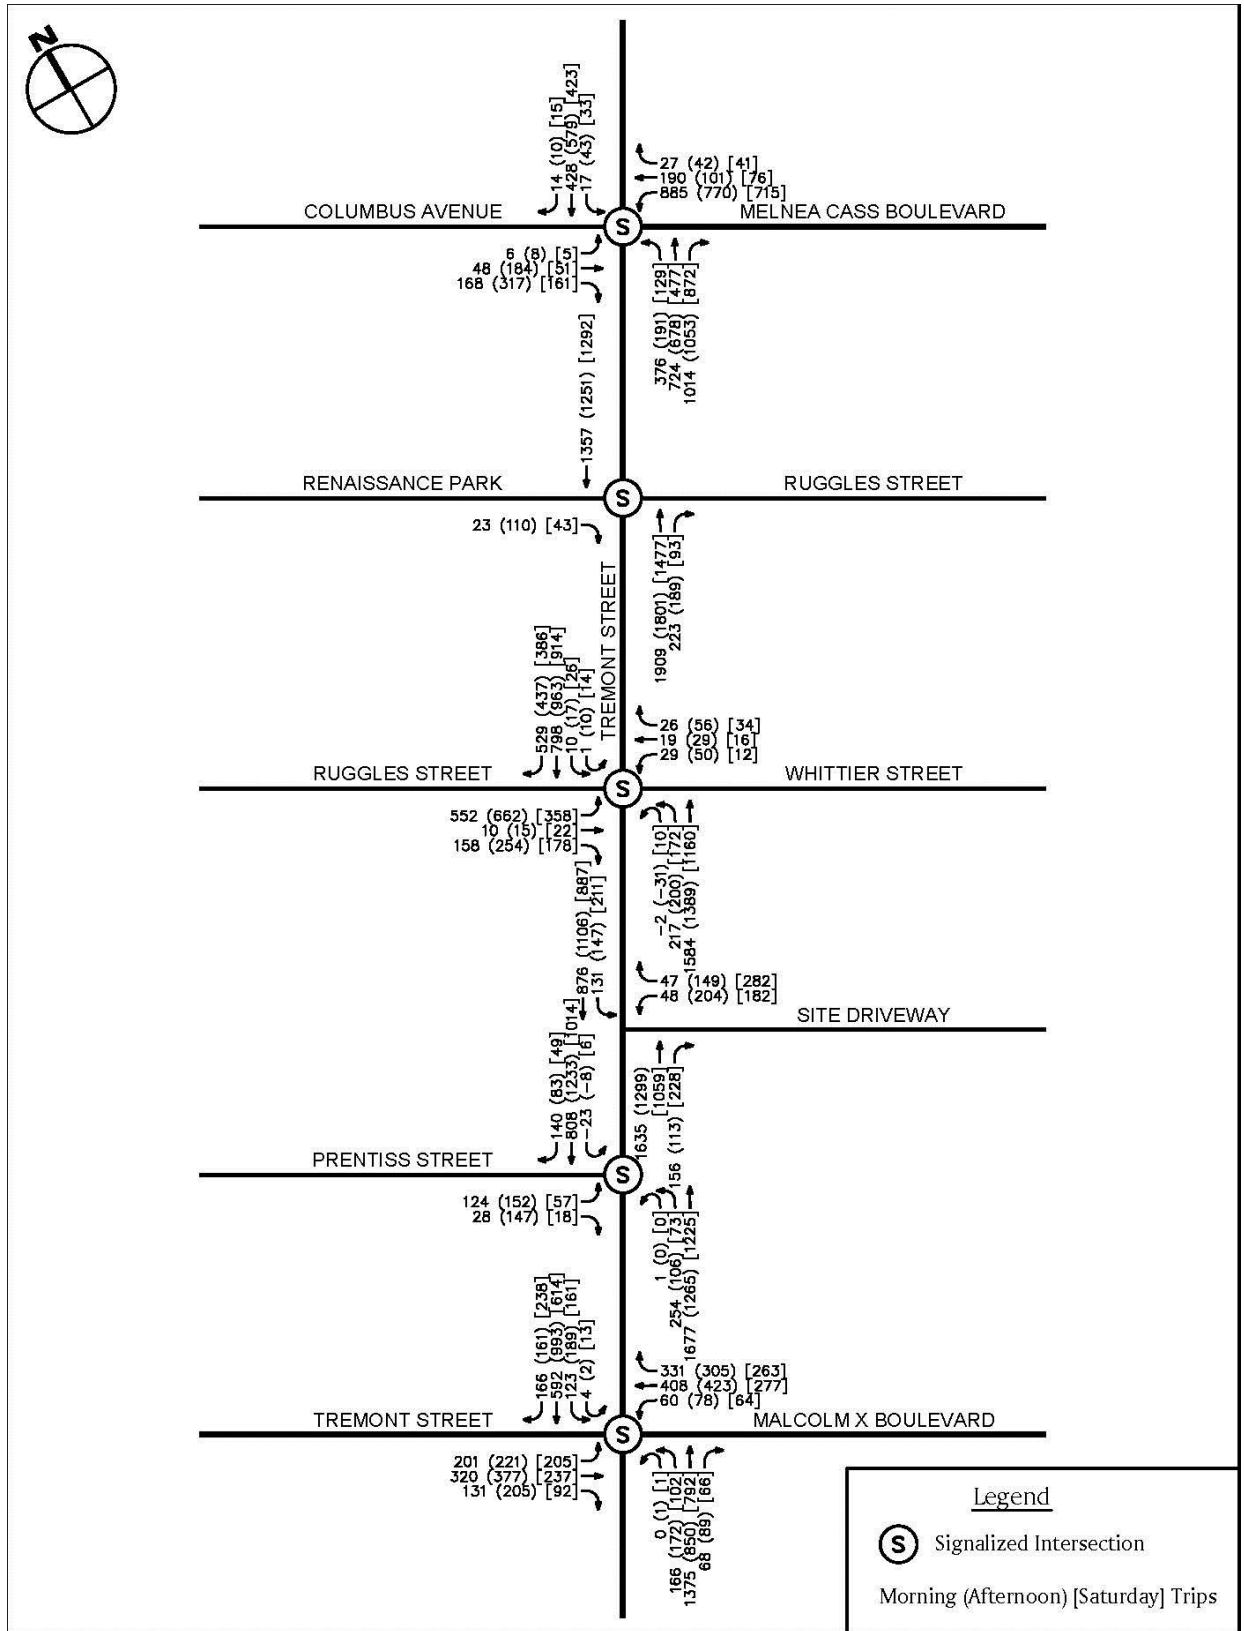 N
14 (10) [15]
428 (579) [423]
17 (43) [33]
27 (42) [41]
190 (101) [76]
885 (770) [715]
COLUMBUS AVENUE
MELNEA CASS BOULEVARD
S
6 (8) [5]
48 (184) [51]
168 (317) [161]
376 (191) [129]
724 (678) [477]
1014 (1053) [872]
1357 (1251) [1292]
RENAISSANCE PARK
RUGGLES STREET
S
23 (110) [43]
1909 (1801) [1477]
223 (189) [93]
TREMONT STREET
529 (437) [386]
798 (963) [914]
10 (17) [26]
1 (10) [14]
26 (56) [34]
19 (29) [16]
29 (50) [12]
RUGGLES STREET
WHITTIER STREET
S
552 (662) [358]
10 (15) [22]
158 (254) [178]
-2 (-31) [10]
217 (200) [172]
1584 (1389) [1160]
876 (1106) [887]
131 (147) [211]
47 (149) [282]
48 (204) [182]
SITE DRIVEWAY
1635 (1299)
[1059]
156 (113) [228]
140 (83) [49]
808 (1233) [1014]
-23 (-8) [6]
PRENTISS STREET
S
124 (152) [57]
28 (147) [18]
1 (0) [0]
254 (106) [73]
1677 (1265) [1225]
166 (161) [238]
592 (993) [614]
123 (189) [161]
4 (2) [13]
331 (305) [263]
408 (423) [277]
60 (78) [64]
TREMONT STREET
MALCOLM X BOULEVARD
S
201 (221) [205]
320 (377) [237]
131 (205) [92]
0 (1) [1]
166 (172) [102]
1375 (850) [792]
68 (89) [66]
Legend
S Signalized Intersection
Morning (Afternoon) [Saturday] Trips